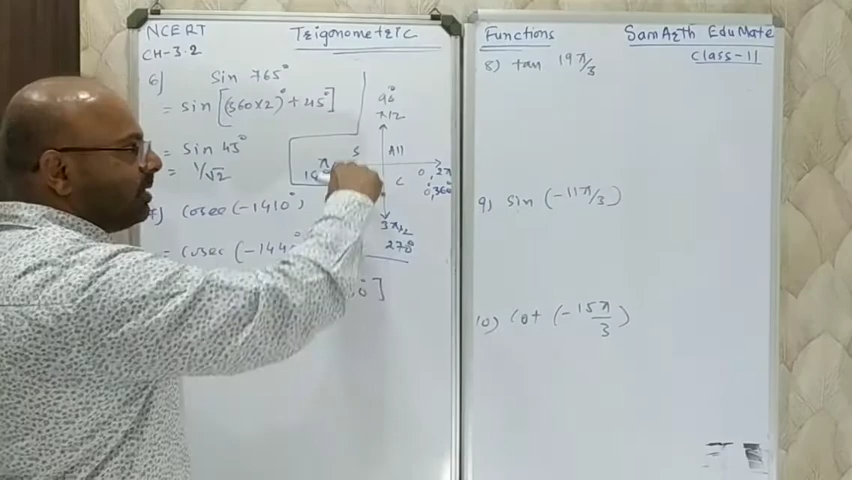 NCERT
CH-3.2
Trigonometric
Functions
SamArth EduMate
Class-11
6) Sin 765°
= sin [(360×2)° + 45°]
= sin 45°
= 1/√2
7) Cosec (-1410°)
= Cosec (-144
90°
π/2
S
All
π
C
0, 2π
0°, 360°
3π/2
270°
8) tan 19π/3
9) sin (-11π/3)
10) Cot (-15π/3)